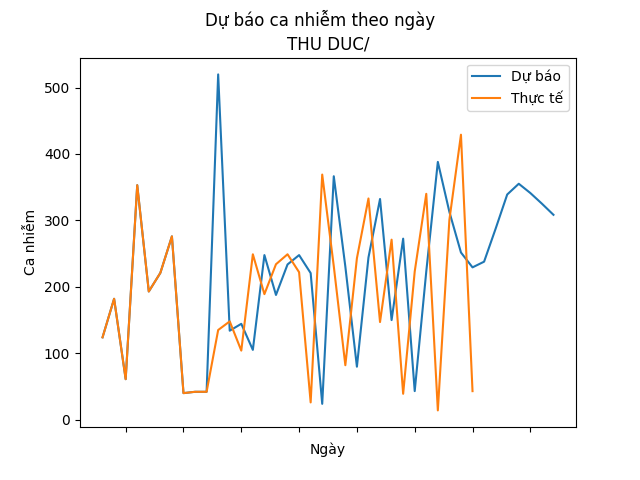 Dự báo ca nhiễm theo ngày
THU DUC/
Dự báo
Thực tế
500
400
300
200
100
0
Ca nhiễm
Ngày